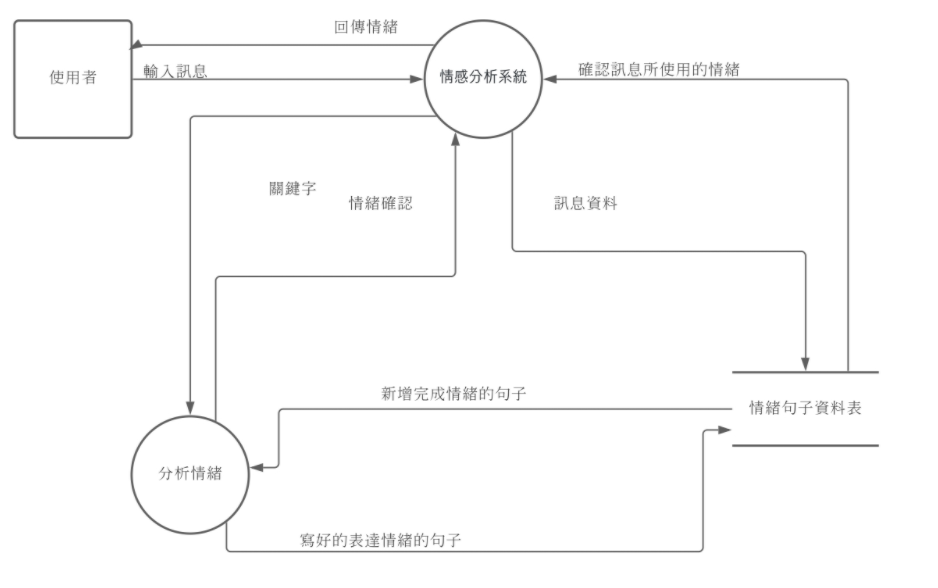 回傳情緒
使用者
輸入訊息
情感分析系統
確認訊息所使用的情緒
關鍵字
情緒確認
訊息資料
新增完成情緒的句子
情緒句子資料表
分析情緒
寫好的表達情緒的句子